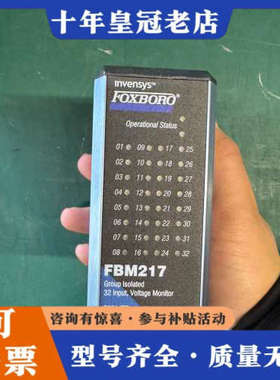 十年皇冠老店
invensys™
FOXBORO®
Operational Status
01 09 17 25
02 10 18 26
03 11 19 27
04 12 20 28
05 13 21 29
06 14 22 30
07 15 23 31
08 16 24 32
FBM217
Group Isolated
32 Input, Voltage Monitor
票
咨询有惊喜·参与补贴活动
型号齐全·质量